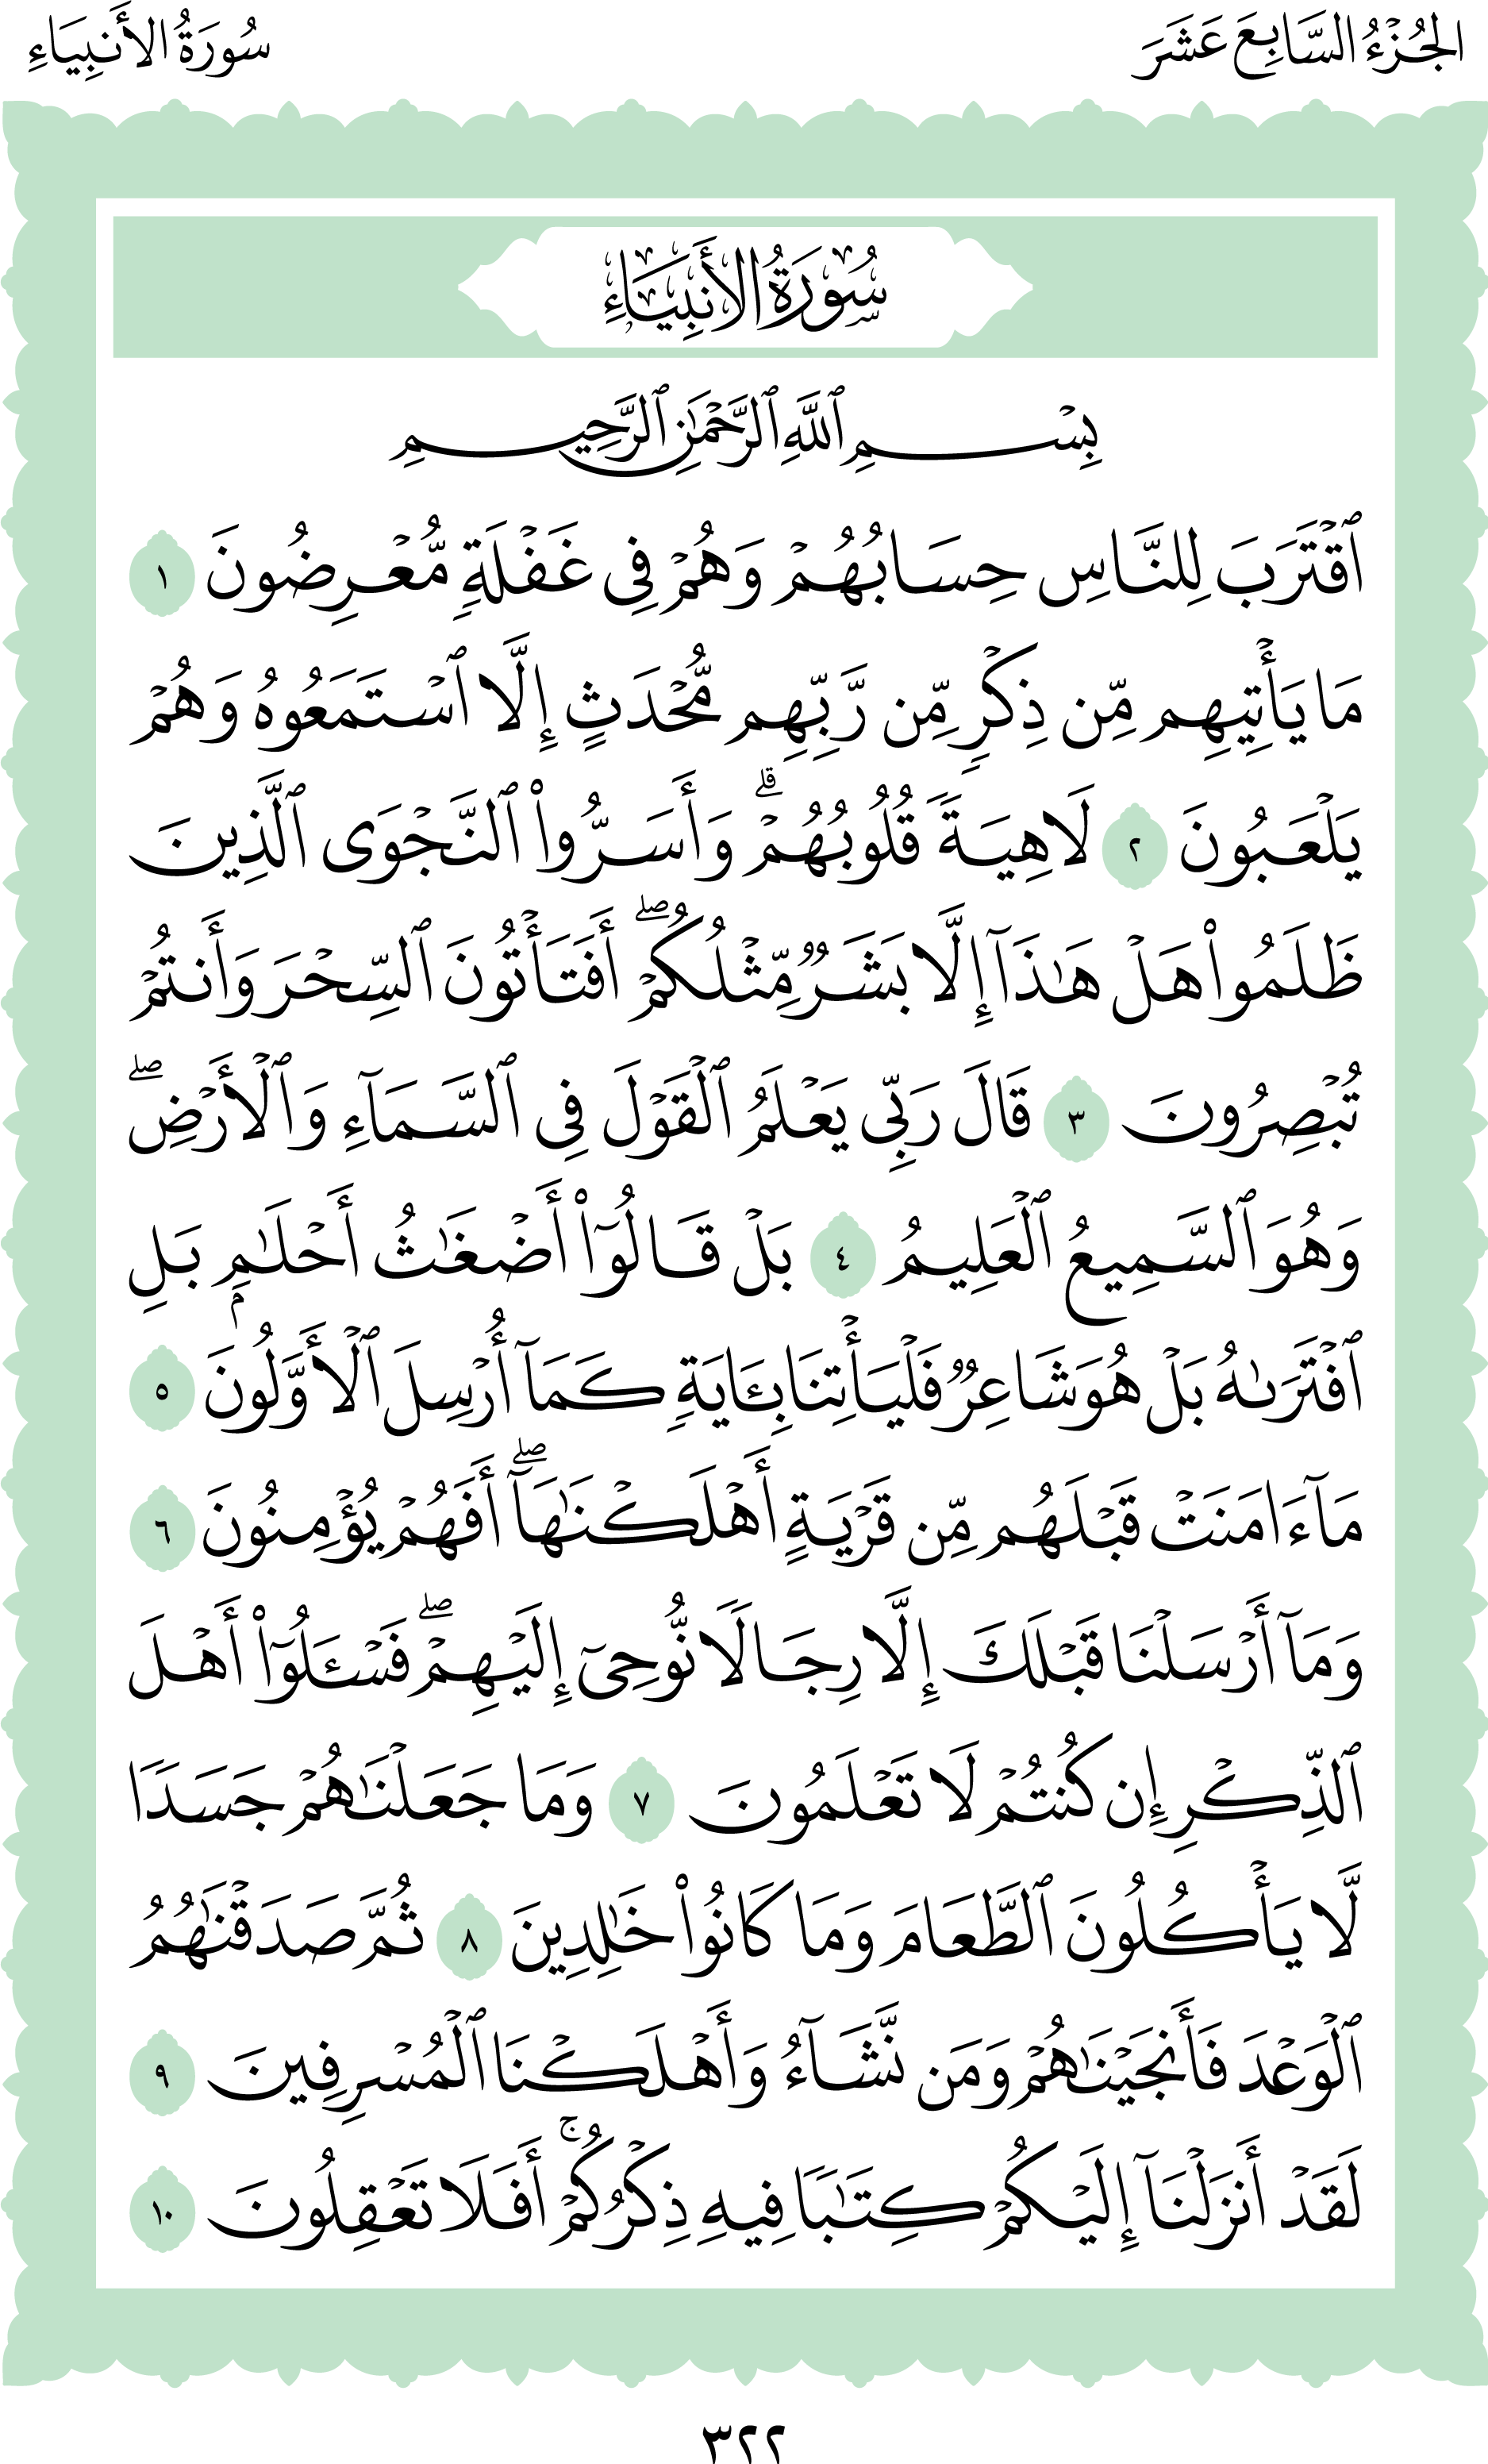 الجُزْءُ السَّابِعَ عَشَرَ
سُورَةُ الأَنبِيَاءِ
سُورَةُ الأَنبِيَاءِ
بِسْمِ ٱللَّهِ ٱلرَّحْمَٰنِ ٱلرَّحِيمِ
ٱقْتَرَبَ لِلنَّاسِ حِسَابُهُمْ وَهُمْ فِي غَفْلَةٍ مُّعْرِضُونَ ١
مَا يَأْتِيهِم مِّن ذِكْرٍ مِّن رَّبِّهِم مُّحْدَثٍ إِلَّا ٱسْتَمَعُوهُ وَهُمْ
يَلْعَبُونَ ٢ لَاهِيَةً قُلُوبُهُمْۗ وَأَسَرُّوا۟ ٱلنَّجْوَى ٱلَّذِينَ
ظَلَمُوا۟ هَلْ هَٰذَآ إِلَّا بَشَرٌ مِّثْلُكُمْۖ أَفَتَأْتُونَ ٱلسِّحْرَ وَأَنتُمْ
تُبْصِرُونَ ٣ قَالَ رَبِّي يَعْلَمُ ٱلْقَوْلَ فِي ٱلسَّمَآءِ وَٱلْأَرْضِۖ
وَهُوَ ٱلسَّمِيعُ ٱلْعَلِيمُ ٤ بَلْ قَالُوٓا۟ أَضْغَٰثُ أَحْلَٰمٍۭ بَلِ
ٱفْتَرَىٰهُ بَلْ هُوَ شَاعِرٌ فَلْيَأْتِنَا بِـَٔايَةٍ كَمَآ أُرْسِلَ ٱلْأَوَّلُونَ ٥
مَآ ءَامَنَتْ قَبْلَهُم مِّن قَرْيَةٍ أَهْلَكْنَٰهَآۖ أَفَهُمْ يُؤْمِنُونَ ٦
وَمَآ أَرْسَلْنَا قَبْلَكَ إِلَّا رِجَالًا نُّوحِيٓ إِلَيْهِمْۖ فَسْـَٔلُوٓا۟ أَهْلَ
ٱلذِّكْرِ إِن كُنتُمْ لَا تَعْلَمُونَ ٧ وَمَا جَعَلْنَٰهُمْ جَسَدًا
لَّا يَأْكُلُونَ ٱلطَّعَامَ وَمَا كَانُوا۟ خَٰلِدِينَ ٨ ثُمَّ صَدَقْنَٰهُمُ
ٱلْوَعْدَ فَأَنجَيْنَٰهُمْ وَمَن نَّشَآءُ وَأَهْلَكْنَا ٱلْمُسْرِفِينَ ٩
لَقَدْ أَنزَلْنَآ إِلَيْكُمْ كِتَٰبًا فِيهِ ذِكْرُكُمْۚ أَفَلَا تَعْقِلُونَ ١٠
٣٢٢